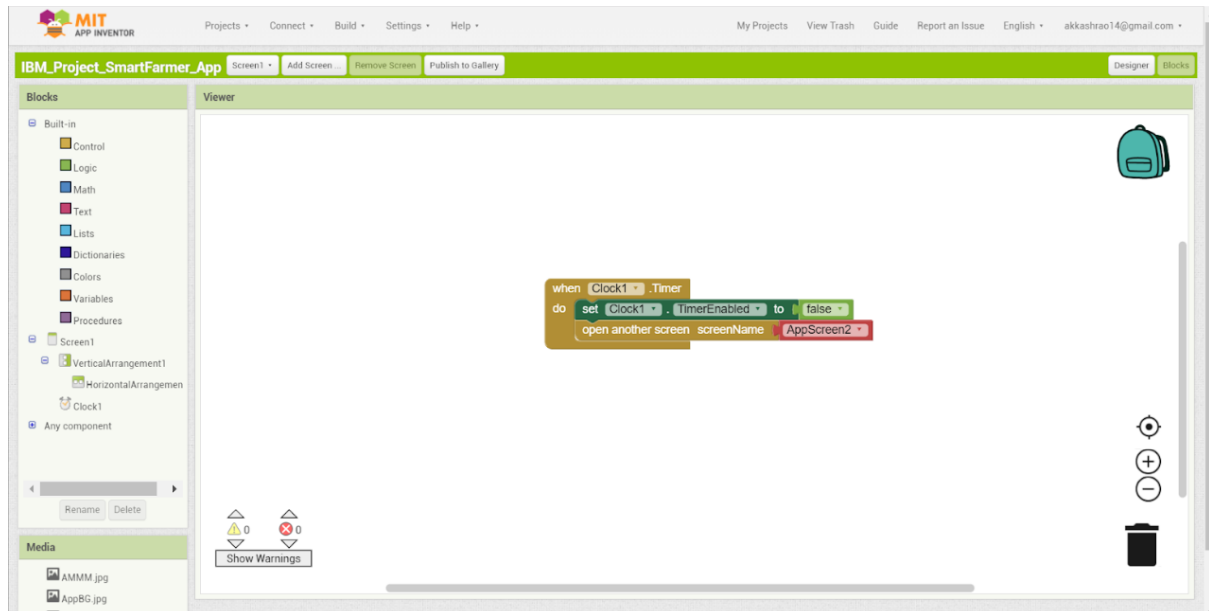 MIT
APP INVENTOR
Projects Connect Build Settings Help My Projects View Trash Guide Report an Issue English akkashrao14@gmail.com
IBM_Project_SmartFarmer_App Screen1 Add Screen ... Remove Screen Publish to Gallery Designer Blocks
Blocks
Viewer
Built-in
Control
Logic
Math
Text
Lists
Dictionaries
Colors
Variables
Procedures
Screen1
VerticalArrangement1
HorizontalArrangemen
Clock1
Any component
Rename Delete
Media
AMMM.jpg
AppBG.jpg
when Clock1 .Timer
do set Clock1 . TimerEnabled to false
open another screen screenName AppScreen2
0 0
Show Warnings